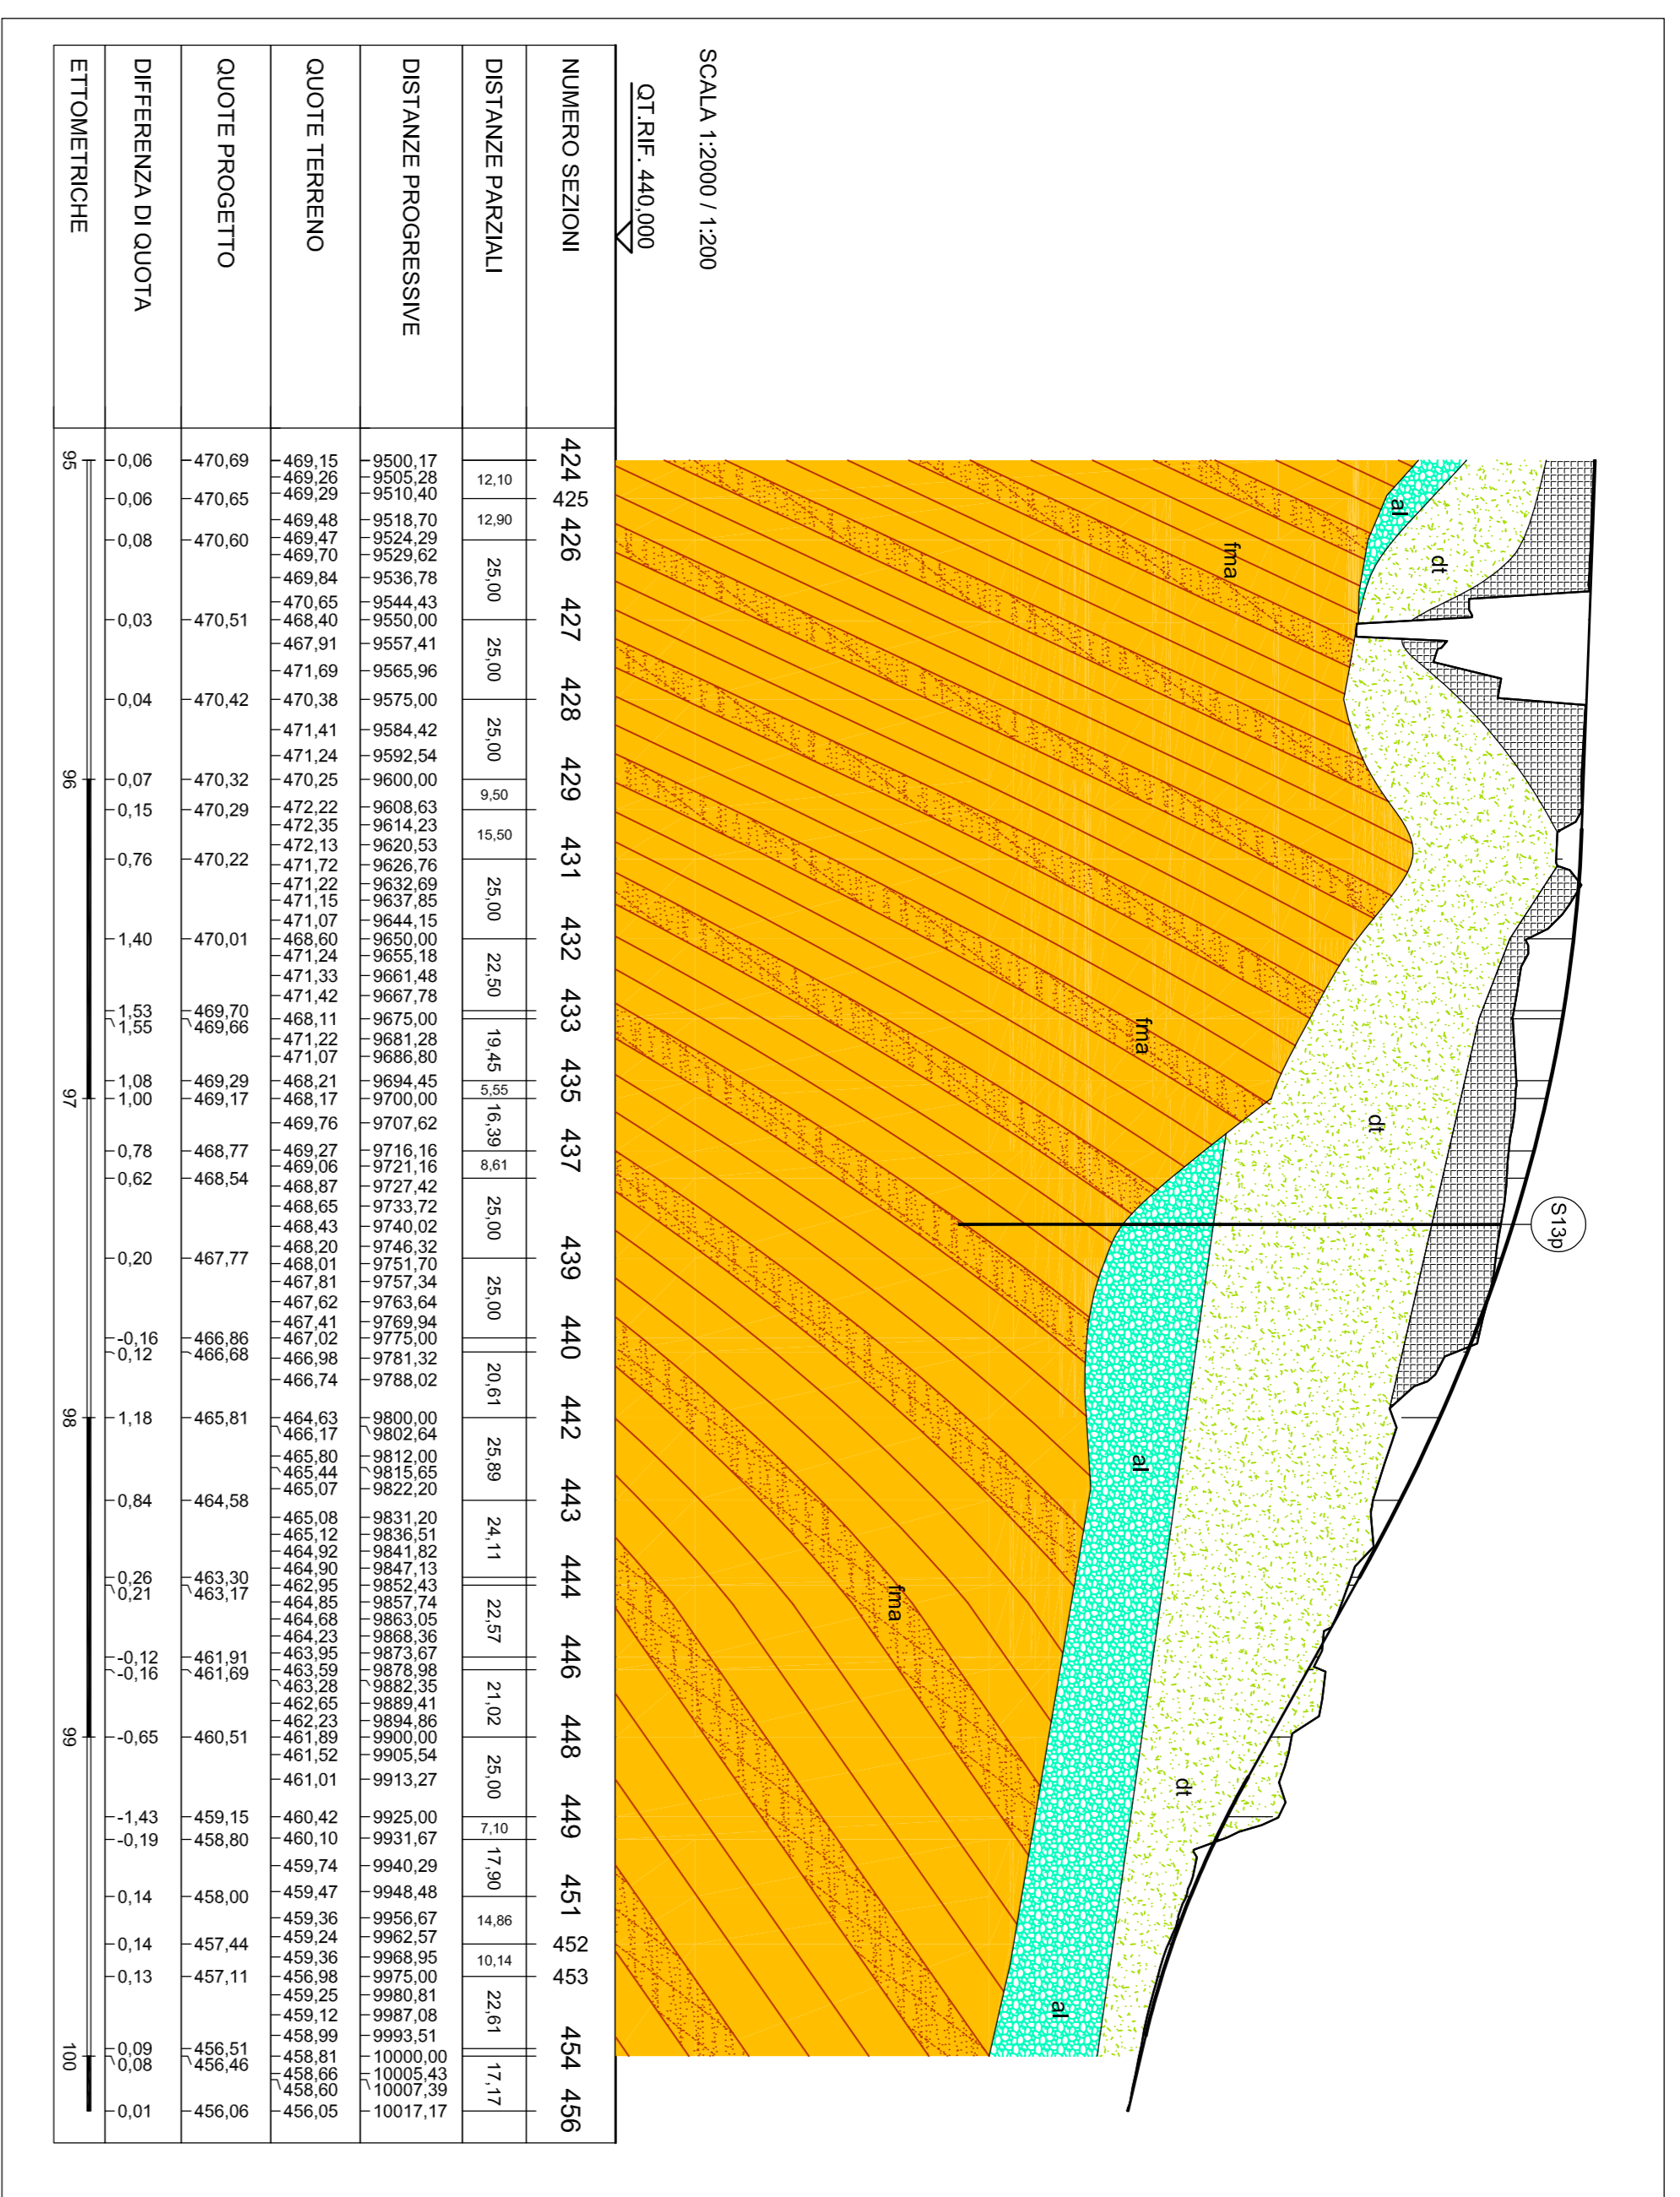 SCALA 1:2000 / 1:200
QT.RIF. 440,000
S13p
al
dt
fma
fma
dt
al
fma
dt
al
NUMERO SEZIONI
424 425 426 427 428 429 431 432 433 435 437 439 440 442 443 444 446 448 449 451 452 453 454 456
DISTANZE PARZIALI
12,10 12,90 25,00 25,00 25,00 9,50 15,50 25,00 22,50 19,45 5,55 16,39 8,61 25,00 25,00 20,61 25,89 24,11 22,57 21,02 25,00 7,10 17,90 14,86 10,14 22,61 17,17
DISTANZE PROGRESSIVE
9500,17 9505,28 9510,40 9518,70 9524,29 9529,62 9536,78 9544,43 9550,00 9557,41 9565,96 9575,00 9584,42 9592,54 9600,00 9608,63 9614,23 9620,53 9626,76 9632,69 9637,85 9644,15 9650,00 9655,18 9661,48 9667,78 9675,00 9681,28 9686,80 9694,45 9700,00 9707,62 9716,16 9721,16 9727,42 9733,72 9740,02 9746,32 9751,70 9757,34 9763,64 9769,94 9775,00 9781,32 9788,02 9800,00 9802,64 9812,00 9815,65 9822,20 9831,20 9836,51 9841,82 9847,13 9852,43 9857,74 9863,05 9868,36 9873,67 9878,98 9882,35 9889,41 9894,86 9900,00 9905,54 9913,27 9925,00 9931,67 9940,29 9948,48 9956,67 9962,57 9968,95 9975,00 9980,81 9987,08 9993,51 10000,00 10005,43 10007,39 10017,17
QUOTE TERRENO
469,15 469,26 469,29 469,48 469,47 469,70 469,84 470,65 468,40 467,91 471,69 470,38 471,41 471,24 470,25 472,22 472,35 472,13 471,72 471,22 471,15 471,07 468,60 471,24 471,33 471,42 468,11 471,22 471,07 468,21 468,17 469,76 469,27 469,06 468,87 468,65 468,43 468,20 468,01 467,81 467,62 467,41 467,02 466,98 466,74 464,63 466,17 465,80 465,44 465,07 465,08 465,12 464,92 464,90 462,95 464,85 464,68 464,23 463,95 463,59 463,28 462,65 462,23 461,89 461,52 461,01 460,42 460,10 459,74 459,47 459,36 459,24 459,36 456,98 459,25 459,12 458,99 458,81 458,66 458,60 456,05
QUOTE PROGETTO
470,69 470,65 470,60 470,51 470,42 470,32 470,29 470,22 470,01 469,70 469,66 469,29 469,17 468,77 468,54 467,77 466,86 466,68 465,81 464,58 463,30 463,17 461,91 461,69 460,51 459,15 458,80 458,00 457,44 457,11 456,51 456,46 456,06
DIFFERENZA DI QUOTA
0,06 0,06 0,08 0,03 0,04 0,07 0,15 0,76 1,40 1,53 1,55 1,08 1,00 0,78 0,62 0,20 -0,16 0,12 1,18 0,84 0,26 0,21 -0,12 -0,16 -0,65 -1,43 -0,19 0,14 0,14 0,13 0,09 0,08 0,01
ETTOMETRICHE
95 96 97 98 99 100